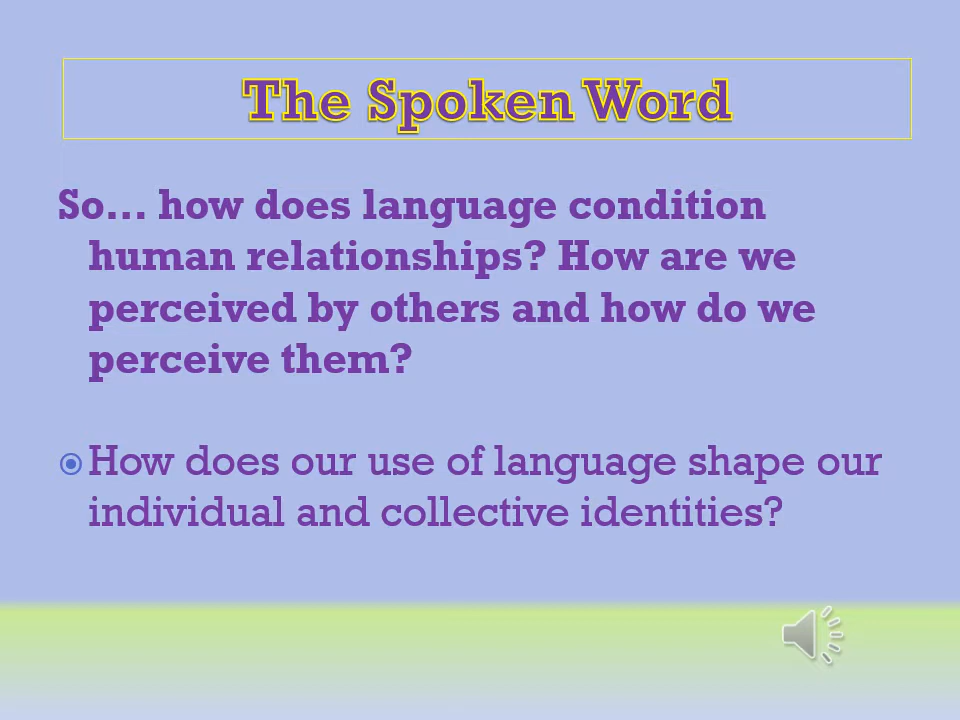 The Spoken Word
So... how does language condition
human relationships? How are we
perceived by others and how do we
perceive them?
How does our use of language shape our
individual and collective identities?